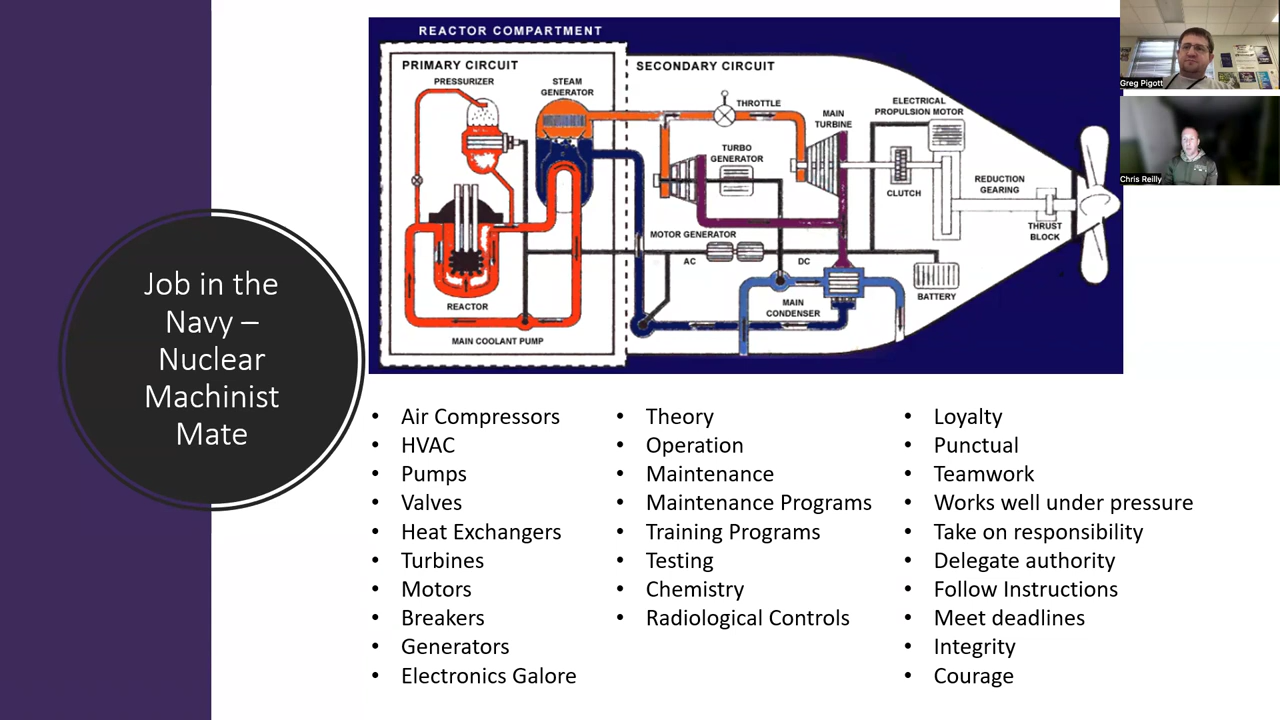 Job in the
Navy –
Nuclear
Machinist
Mate
REACTOR COMPARTMENT
PRIMARY CIRCUIT
PRESSURIZER
STEAM
GENERATOR
REACTOR
MAIN COOLANT PUMP
SECONDARY CIRCUIT
THROTTLE
MAIN
TURBINE
ELECTRICAL
PROPULSION MOTOR
TURBO
GENERATOR
CLUTCH
REDUCTION
GEARING
THRUST
BLOCK
MOTOR GENERATOR
AC
DC
MAIN
CONDENSER
BATTERY
Greg Pigott
Chris Reilly
• Air Compressors
• HVAC
• Pumps
• Valves
• Heat Exchangers
• Turbines
• Motors
• Breakers
• Generators
• Electronics Galore
• Theory
• Operation
• Maintenance
• Maintenance Programs
• Training Programs
• Testing
• Chemistry
• Radiological Controls
• Loyalty
• Punctual
• Teamwork
• Works well under pressure
• Take on responsibility
• Delegate authority
• Follow Instructions
• Meet deadlines
• Integrity
• Courage